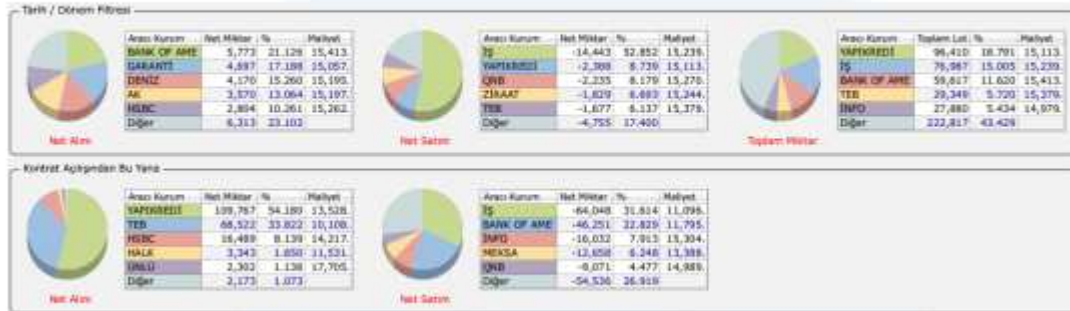 Tarih / Dönem Filtresi
Aracı Kurum Net Miktar % Maliyet
BANK OF AME 5,773 21.126 15,413.
GARANTİ 4,697 17.188 15,057.
DENİZ 4,170 15.260 15,195.
AK 3,570 13.064 15,197.
HSBC 2,804 10.261 15,262.
Diğer 6,313 23.102
Net Alım
Aracı Kurum Net Miktar % Maliyet
İŞ -14,443 52.852 15,239.
YAPIKREDİ -2,388 8.739 15,113.
QNB -2,235 8.179 15,270.
ZİRAAT -1,829 6.693 15,244.
TEB -1,677 6.137 15,379.
Diğer -4,755 17.400
Net Satım
Aracı Kurum Toplam Lot % Maliyet
YAPIKREDİ 96,410 18.791 15,113.
İŞ 76,987 15.005 15,239.
BANK OF AME 59,617 11.620 15,413.
TEB 29,349 5.720 15,379.
İNFO 27,880 5.434 14,979.
Diğer 222,817 43.429
Toplam Miktar
Kontrat Açılışından Bu Yana
Aracı Kurum Net Miktar % Maliyet
YAPIKREDİ 109,767 54.180 13,528.
TEB 68,522 33.822 10,108.
HSBC 16,489 8.139 14,217.
HALK 3,343 1.650 11,531.
ÜNLÜ 2,302 1.136 17,705.
Diğer 2,173 1.073
Net Alım
Aracı Kurum Net Miktar % Maliyet
İŞ -64,048 31.614 11,096.
BANK OF AME -46,251 22.829 11,795.
İNFO -16,032 7.913 15,304.
MEKSA -12,658 6.248 13,388.
QNB -9,071 4.477 14,989.
Diğer -54,536 26.919
Net Satım